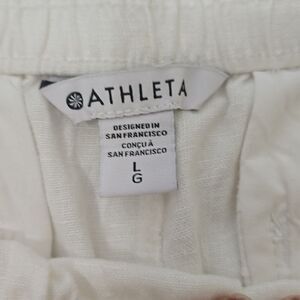 ATHLETA
DESIGNED IN
SAN FRANCISCO
CONÇU À
SAN FRANCISCO
L
G